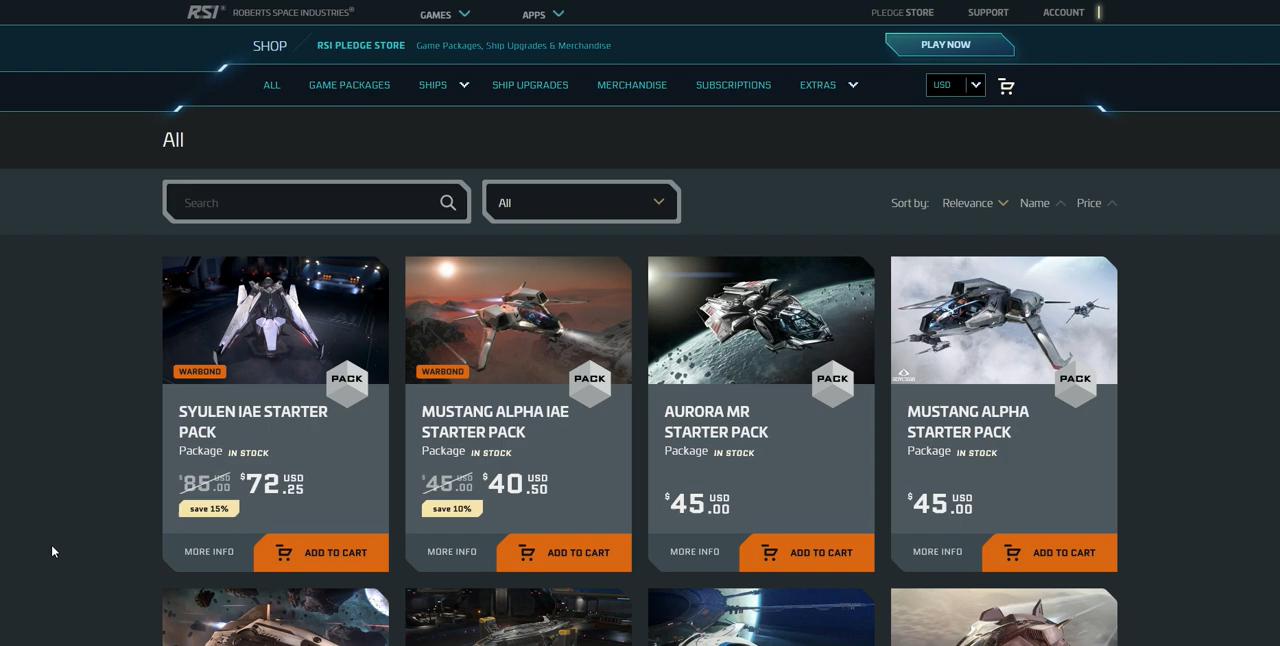 RSI® ROBERTS SPACE INDUSTRIES® GAMES APPS PLEDGE STORE SUPPORT ACCOUNT
SHOP RSI PLEDGE STORE Game Packages, Ship Upgrades & Merchandise PLAY NOW
ALL GAME PACKAGES SHIPS SHIP UPGRADES MERCHANDISE SUBSCRIPTIONS EXTRAS USD
All
Search All Sort by: Relevance Name Price
WARBOND
PACK
SYULEN IAE STARTER
PACK
Package IN STOCK
$85 USD .00 $72 USD .25
save 15%
MORE INFO ADD TO CART
WARBOND
PACK
MUSTANG ALPHA IAE
STARTER PACK
Package IN STOCK
$45 USD .00 $40 USD .50
save 10%
MORE INFO ADD TO CART
PACK
AURORA MR
STARTER PACK
Package IN STOCK
$45 USD .00
MORE INFO ADD TO CART
PACK
MUSTANG ALPHA
STARTER PACK
Package IN STOCK
$45 USD .00
MORE INFO ADD TO CART